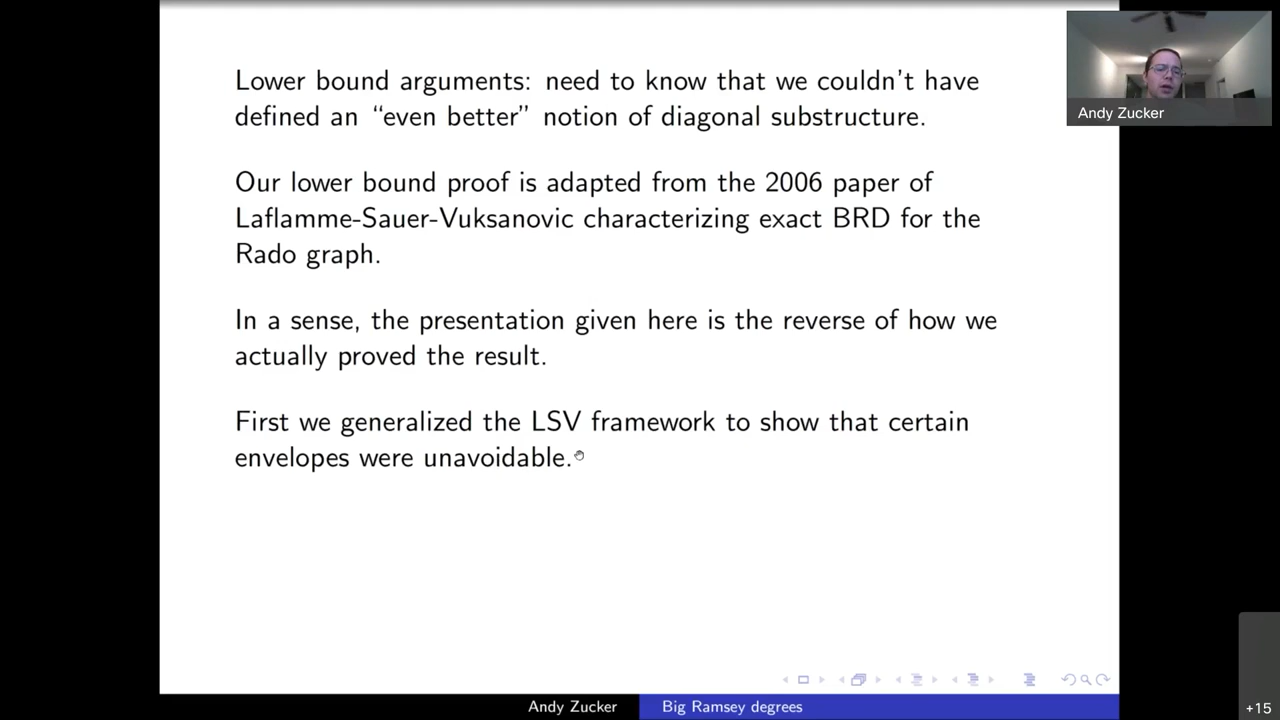 Lower bound arguments: need to know that we couldn't have
defined an “even better” notion of diagonal substructure.
Our lower bound proof is adapted from the 2006 paper of
Laflamme-Sauer-Vuksanovic characterizing exact BRD for the
Rado graph.
In a sense, the presentation given here is the reverse of how we
actually proved the result.
First we generalized the LSV framework to show that certain
envelopes were unavoidable.
Andy Zucker
Andy Zucker
Big Ramsey degrees
+15